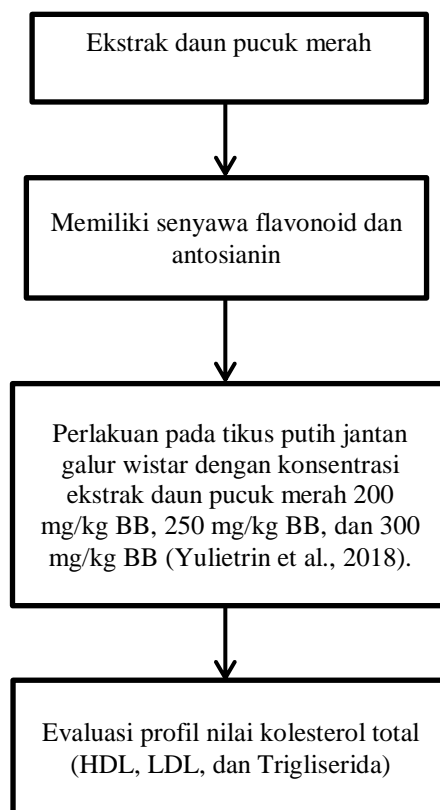 Ekstrak daun pucuk merah
Memiliki senyawa flavonoid dan
antosianin
Perlakuan pada tikus putih jantan
galur wistar dengan konsentrasi
ekstrak daun pucuk merah 200
mg/kg BB, 250 mg/kg BB, dan 300
mg/kg BB (Yulietrin et al., 2018).
Evaluasi profil nilai kolesterol total
(HDL, LDL, dan Trigliserida)